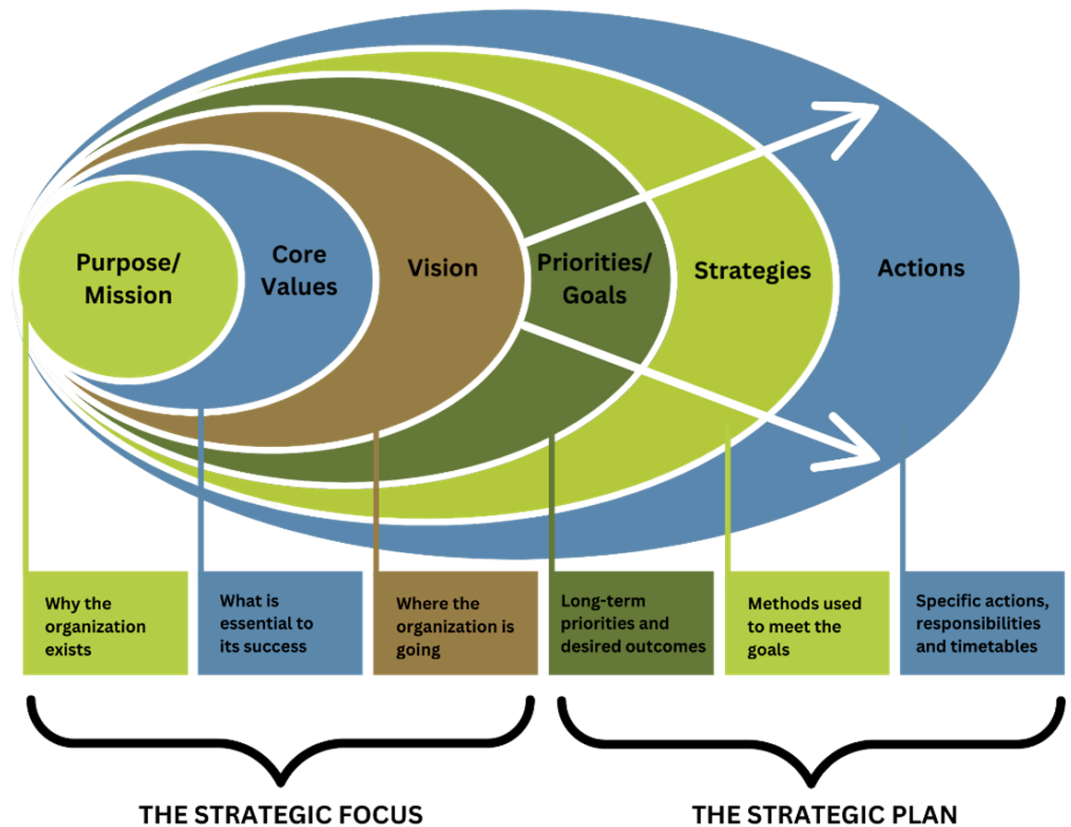 Purpose/
Mission
Core
Values
Vision
Priorities/
Goals
Strategies
Actions
Why the
organization
exists
What is
essential to
its success
Where the
organization is
going
Long-term
priorities and
desired outcomes
Methods used
to meet the
goals
Specific actions,
responsibilities
and timetables
THE STRATEGIC FOCUS
THE STRATEGIC PLAN